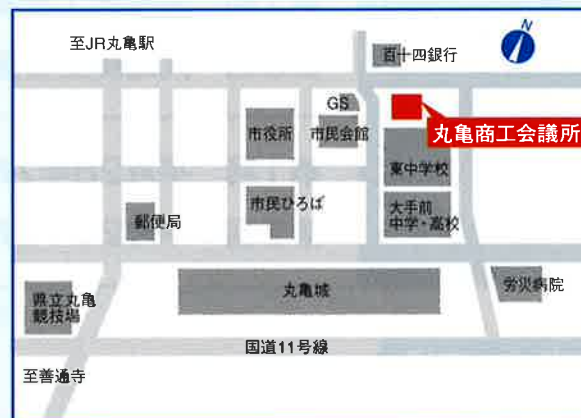 至JR丸亀駅
N
百十四銀行
GS
市役所
市民会館
丸亀商工会議所
東中学校
市民ひろば
郵便局
大手前
中学・高校
県立丸亀
競技場
丸亀城
労災病院
国道11号線
至善通寺